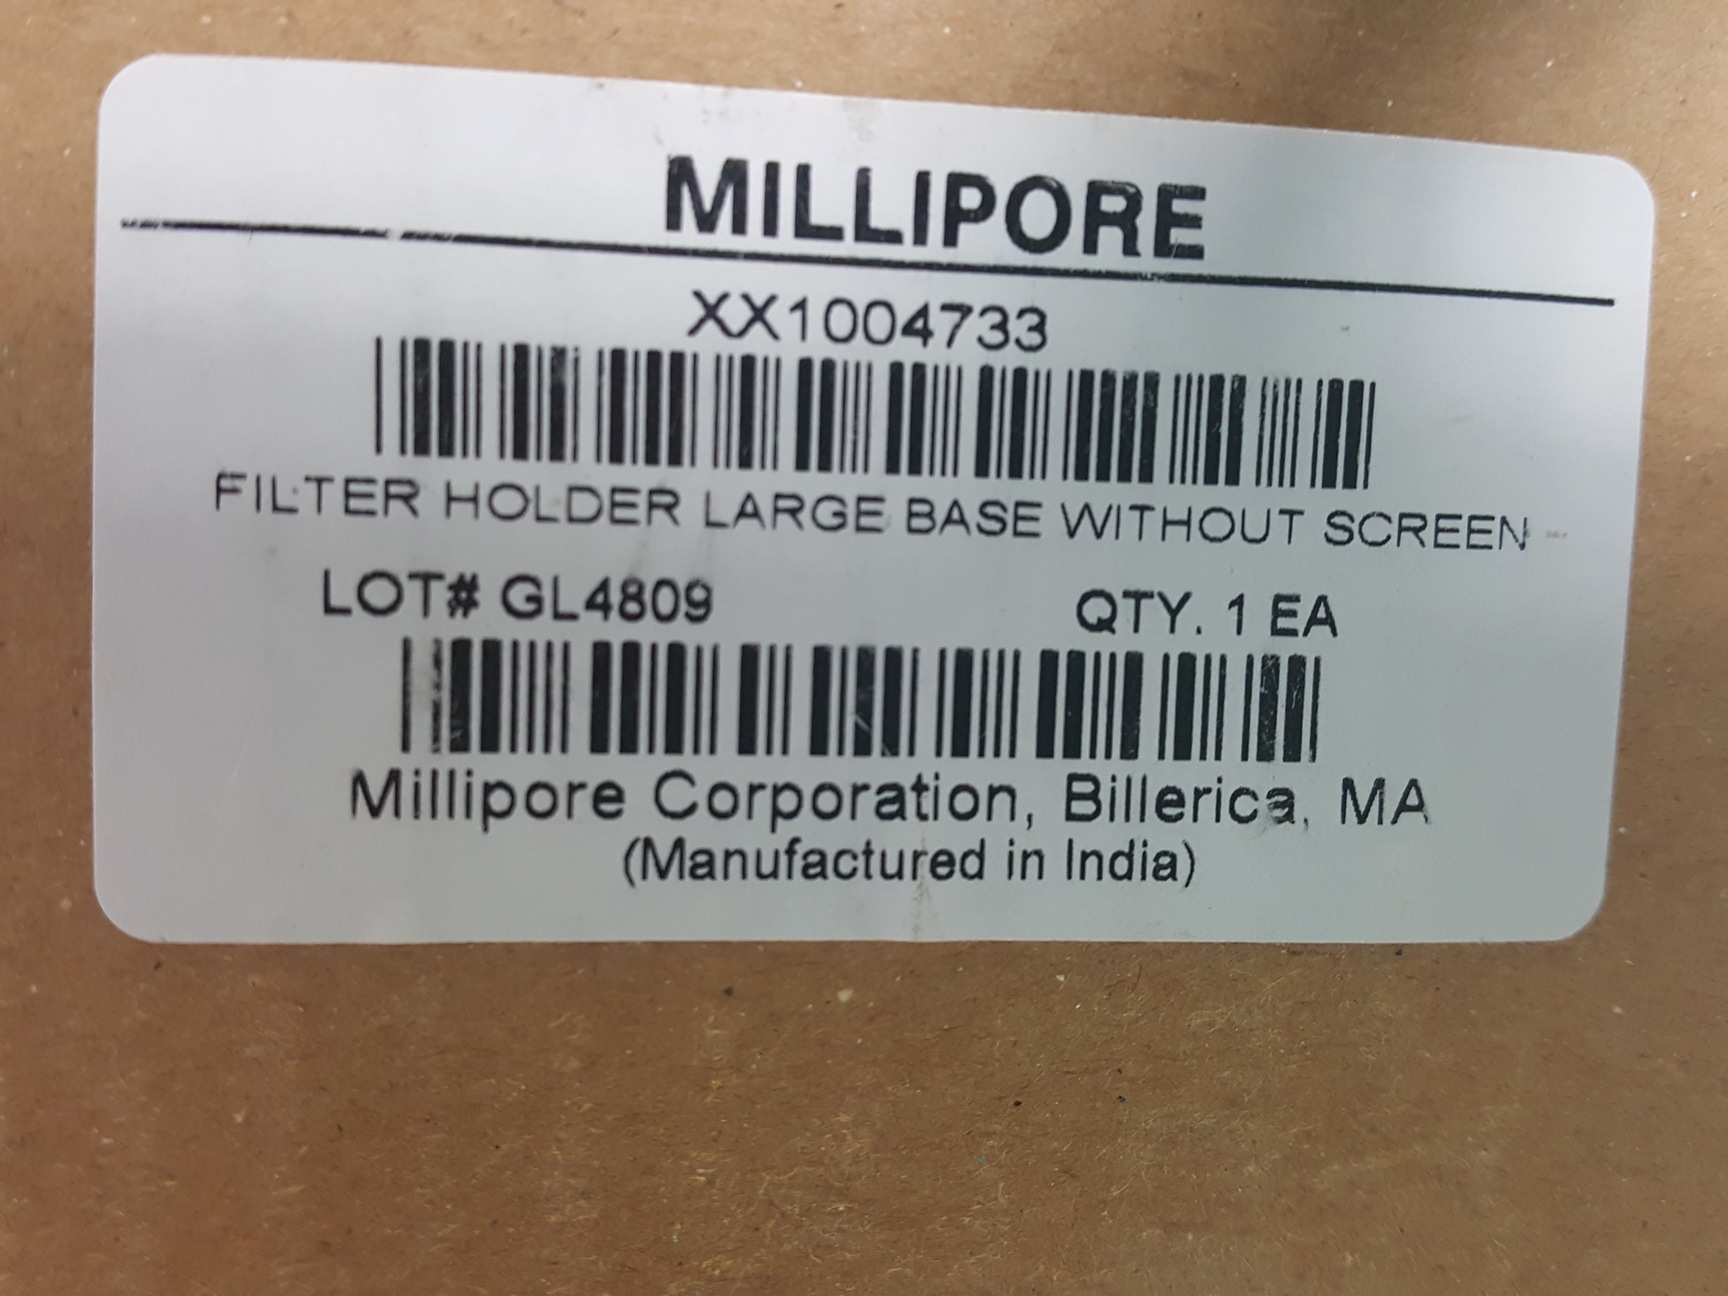 MILLIPORE
XX1004733
FILTER HOLDER LARGE BASE WITHOUT SCREEN
LOT# GL4809 QTY. 1 EA
Millipore Corporation, Billerica, MA
(Manufactured in India)